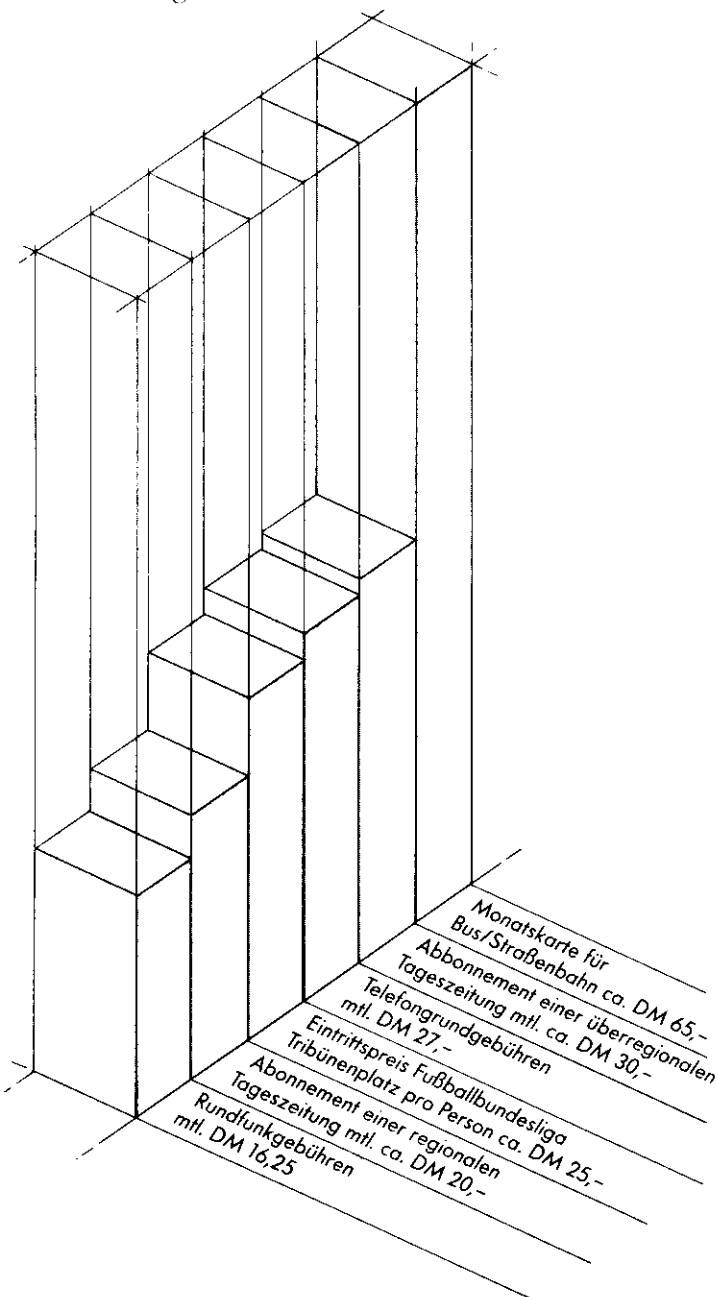 Monatskarte für
Bus/Straßenbahn ca. DM 65,-
Abbonnement einer überregionalen
Tageszeitung mtl. ca. DM 30,-
Telefongrundgebühren
mtl. DM 27,-
Eintrittspreis Fußballbundesliga
Tribünenplatz pro Person ca. DM 25,-
Abonnement einer regionalen
Tageszeitung mtl. ca. DM 20,-
Rundfunkgebühren
mtl. DM 16,25